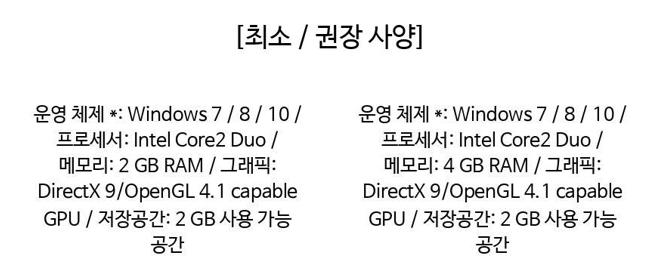 [최소 / 권장 사양]
운영 체제 *: Windows 7 / 8 / 10 /
프로세서: Intel Core2 Duo /
메모리: 2 GB RAM / 그래픽:
DirectX 9/OpenGL 4.1 capable
GPU / 저장공간: 2 GB 사용 가능
공간
운영 체제 *: Windows 7 / 8 / 10 /
프로세서: Intel Core2 Duo /
메모리: 4 GB RAM / 그래픽:
DirectX 9/OpenGL 4.1 capable
GPU / 저장공간: 2 GB 사용 가능
공간